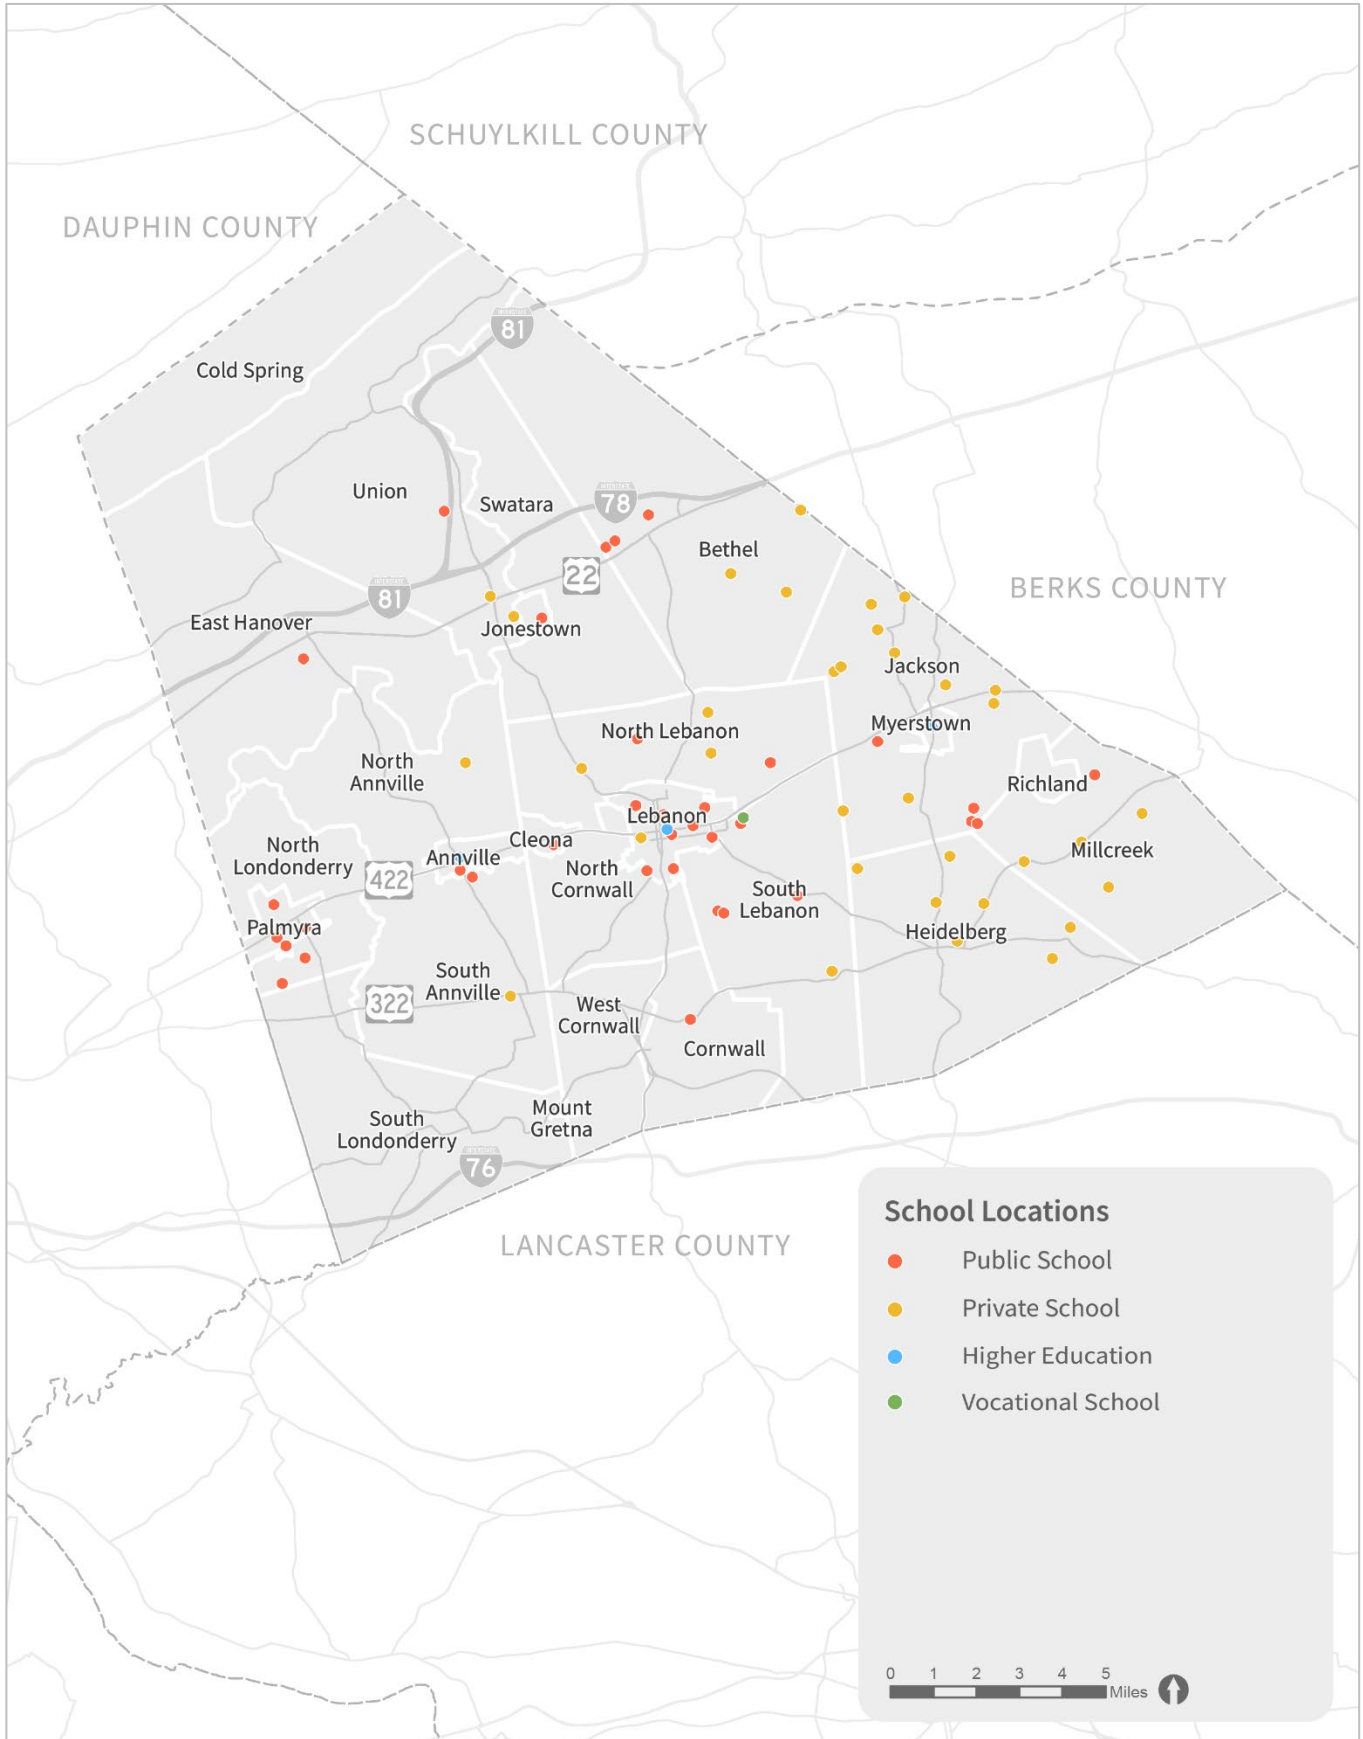 SCHUYLKILL COUNTY
DAUPHIN COUNTY
81
Cold Spring
Union
Swatara
78
Bethel
22
BERKS COUNTY
81
East Hanover
Jonestown
Jackson
Myerstown
North Lebanon
North
Annville
Richland
Lebanon
Cleona
North
Londonderry
Annville
Millcreek
422
North
Cornwall
South
Lebanon
Palmyra
Heidelberg
South
Annville
322
West
Cornwall
Cornwall
South
Londonderry
Mount
Gretna
76
LANCASTER COUNTY
School Locations
Public School
Private School
Higher Education
Vocational School
0 1 2 3 4 5
Miles